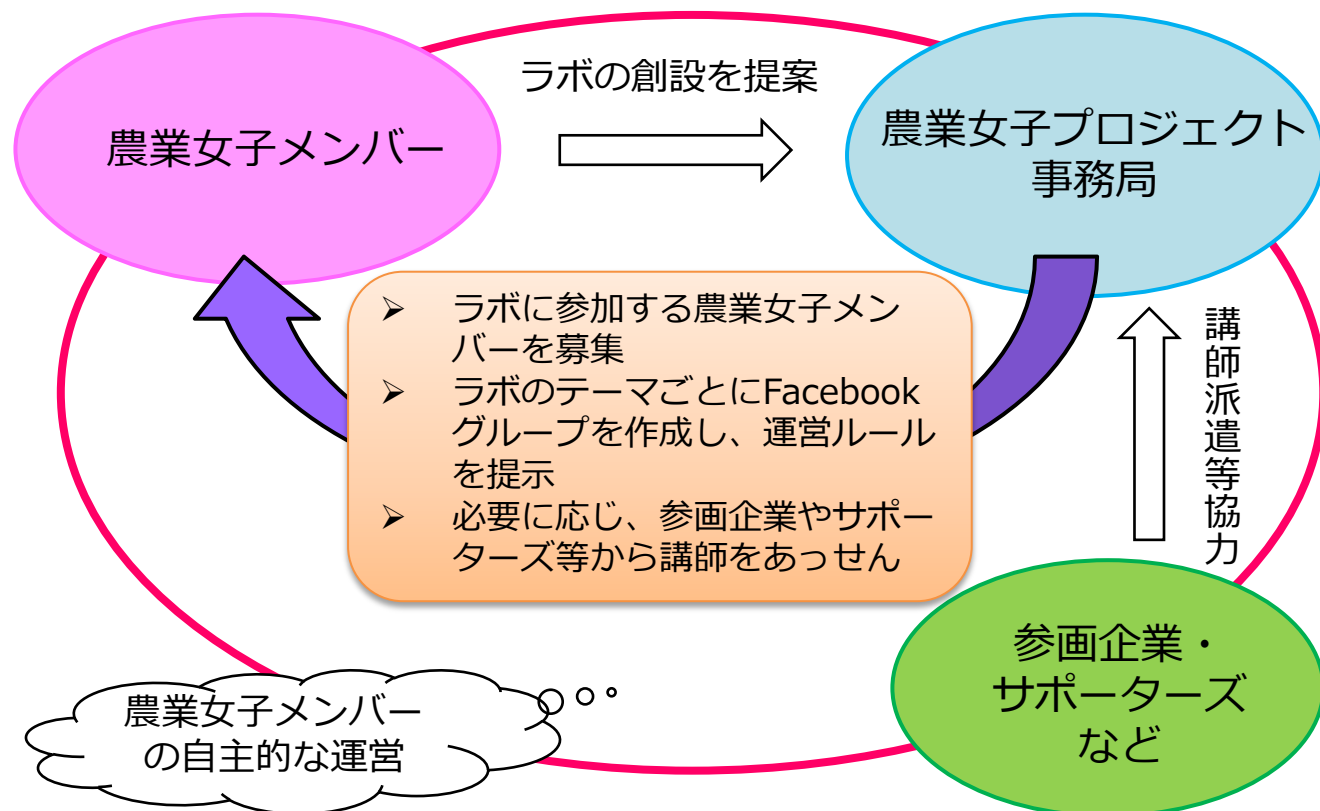 ラボの創設を提案
農業女子メンバー
農業女子プロジェクト
事務局
➢ ラボに参加する農業女子メン
バーを募集
➢ ラボのテーマごとにFacebook
グループを作成し、運営ルール
を提示
➢ 必要に応じ、参画企業やサポー
ターズ等から講師をあっせん
講師派遣等協力
参画企業・
サポーターズ
など
農業女子メンバー
の自主的な運営